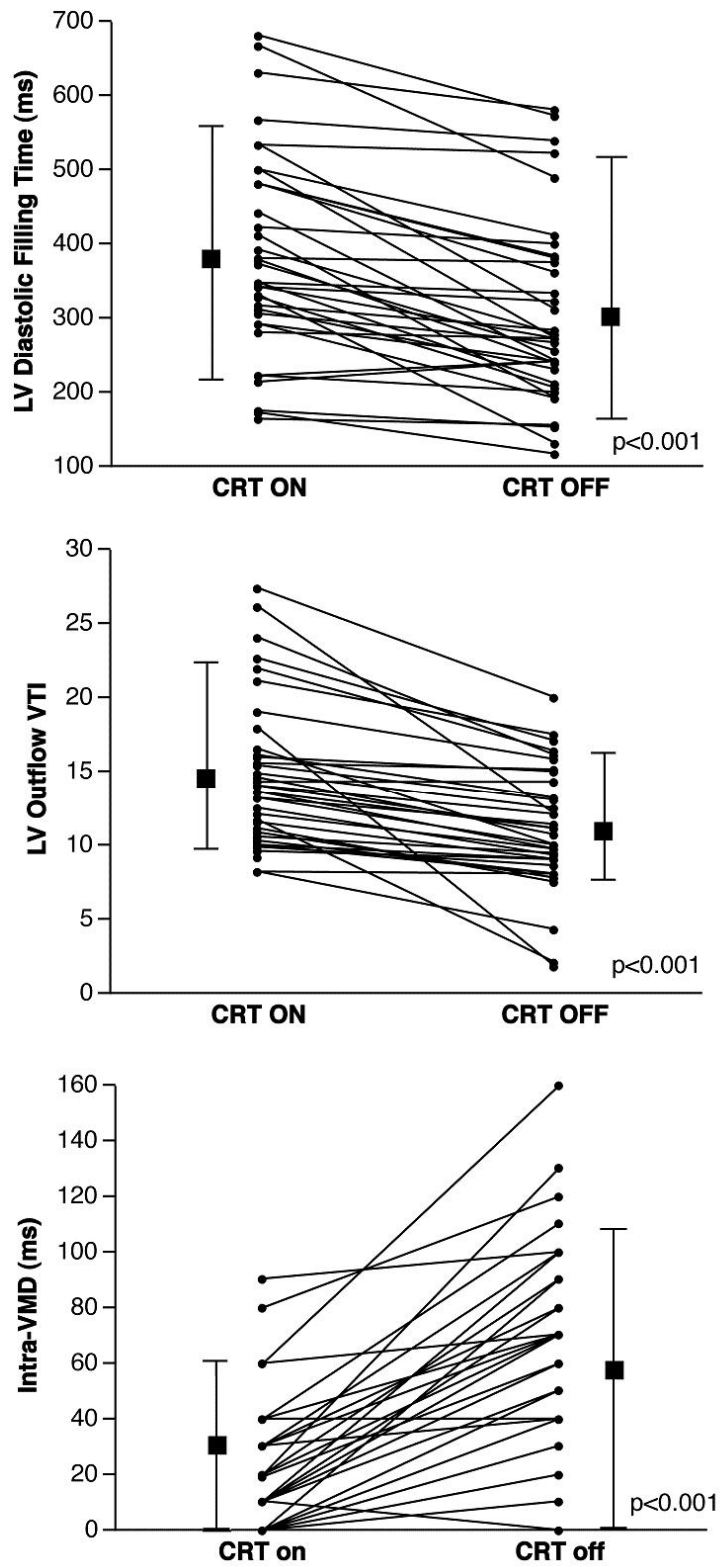 LV Diastolic Filling Time (ms)
700
600
500
400
300
200
100
p<0.001
CRT ON
CRT OFF
LV Outflow VTI
30
25
20
15
10
5
0
p<0.001
CRT ON
CRT OFF
Intra-VMD (ms)
160
140
120
100
80
60
40
20
0
p<0.001
CRT on
CRT off